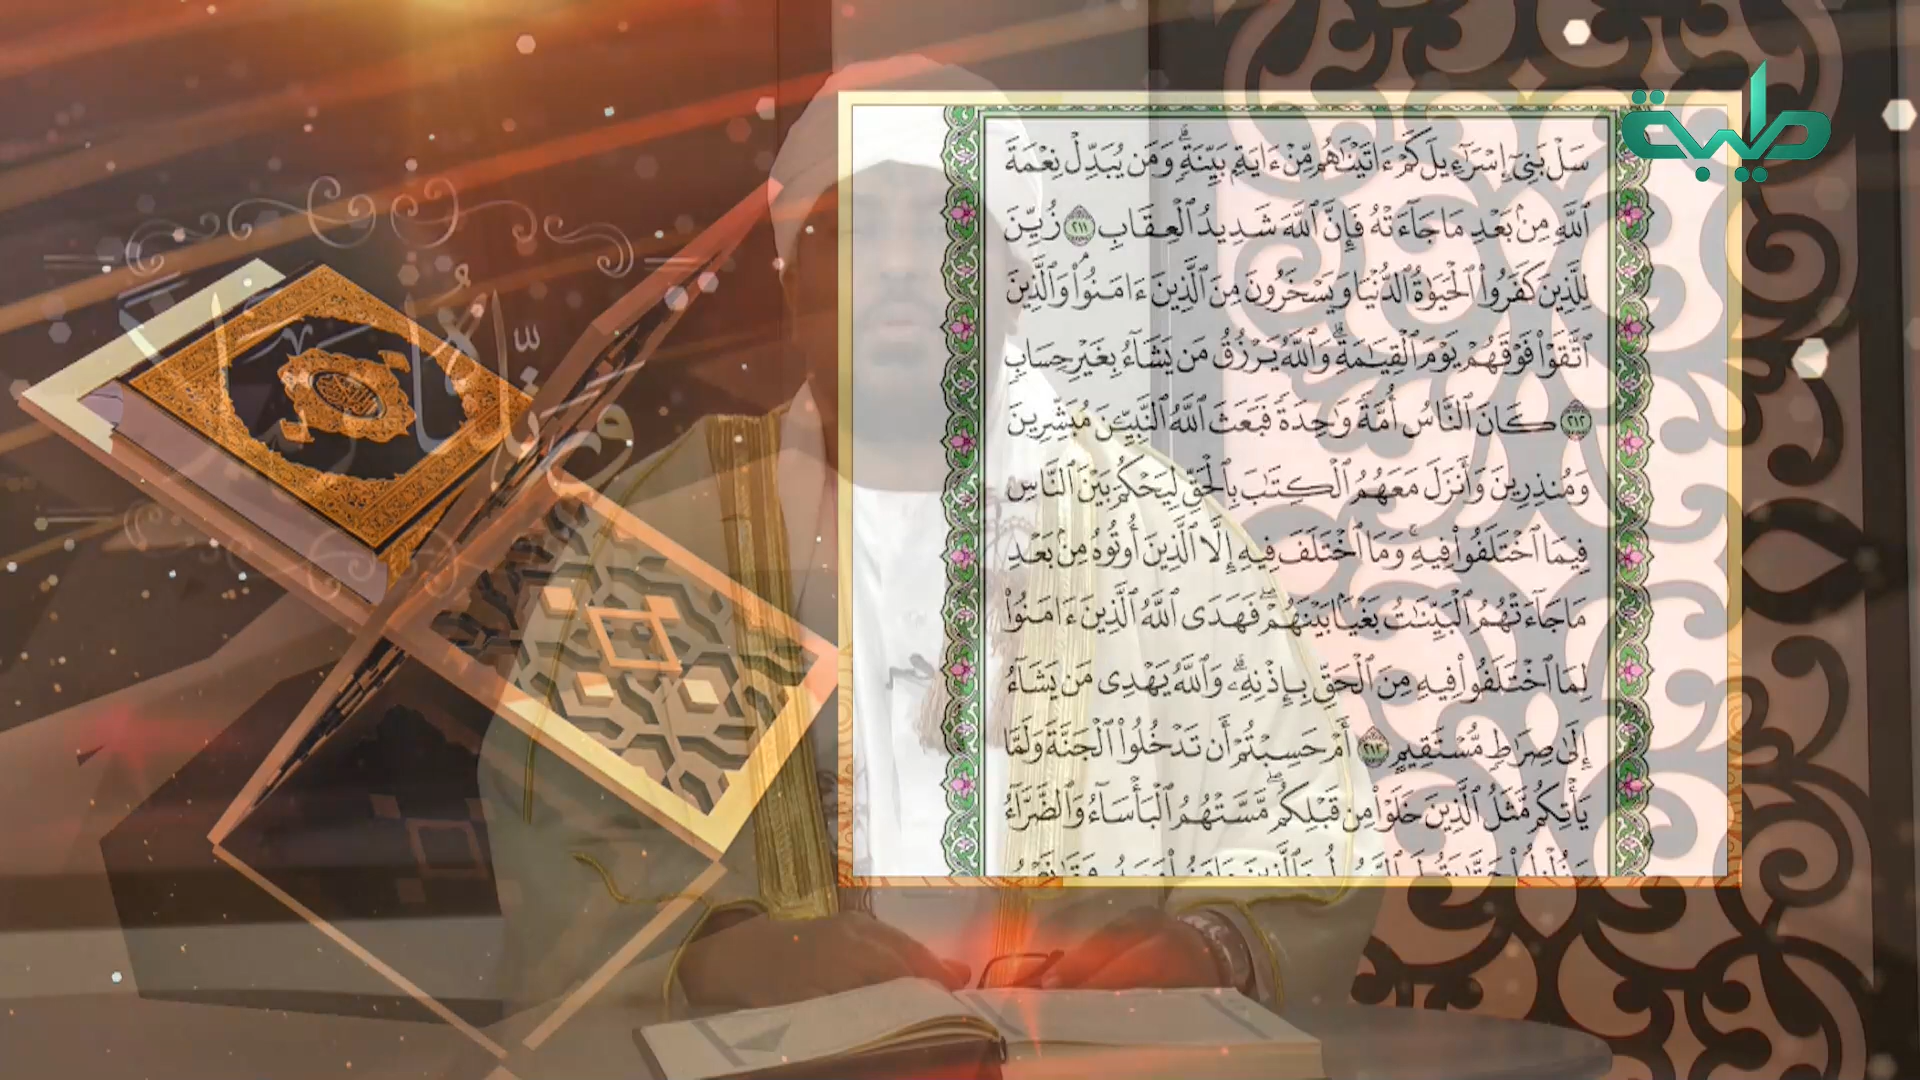 طيبة
سَلْ بَنِىٓ إِسْرَٰٓءِيلَ كَمْ ءَاتَيْنَٰهُم مِّنْ ءَايَةٍۭ بَيِّنَةٍۗ وَمَن يُبَدِّلْ نِعْمَةَ
ٱللَّهِ مِنۢ بَعْدِ مَا جَآءَتْهُ فَإِنَّ ٱللَّهَ شَدِيدُ ٱلْعِقَابِ ٢١١ زُيِّنَ
لِلَّذِينَ كَفَرُوا۟ ٱلْحَيَوٰةُ ٱلدُّنْيَا وَيَسْخَرُونَ مِنَ ٱلَّذِينَ ءَامَنُوا۟ۘ وَٱلَّذِينَ
ٱتَّقَوْا۟ فَوْقَهُمْ يَوْمَ ٱلْقِيَٰمَةِۗ وَٱللَّهُ يَرْزُقُ مَن يَشَآءُ بِغَيْرِ حِسَابٍ
٢١٢ كَانَ ٱلنَّاسُ أُمَّةً وَٰحِدَةً فَبَعَثَ ٱللَّهُ ٱلنَّبِيِّـۧنَ مُبَشِّرِينَ
وَمُنذِرِينَ وَأَنزَلَ مَعَهُمُ ٱلْكِتَٰبَ بِٱلْحَقِّ لِيَحْكُمَ بَيْنَ ٱلنَّاسِ
فِيمَا ٱخْتَلَفُوا۟ فِيهِۚ وَمَا ٱخْتَلَفَ فِيهِ إِلَّا ٱلَّذِينَ أُوتُوهُ مِنۢ بَعْدِ
مَا جَآءَتْهُمُ ٱلْبَيِّنَٰتُ بَغْيًۢا بَيْنَهُمْۖ فَهَدَى ٱللَّهُ ٱلَّذِينَ ءَامَنُوا۟
لِمَا ٱخْتَلَفُوا۟ فِيهِ مِنَ ٱلْحَقِّ بِإِذْنِهِۦۗ وَٱللَّهُ يَهْدِى مَن يَشَآءُ
إِلَىٰ صِرَٰطٍ مُّسْتَقِيمٍ ٢١٣ أَمْ حَسِبْتُمْ أَن تَدْخُلُوا۟ ٱلْجَنَّةَ وَلَمَّا
يَأْتِكُم مَّثَلُ ٱلَّذِينَ خَلَوْا۟ مِن قَبْلِكُمۖ مَّسَّتْهُمُ ٱلْبَأْسَآءُ وَٱلضَّرَّآءُ